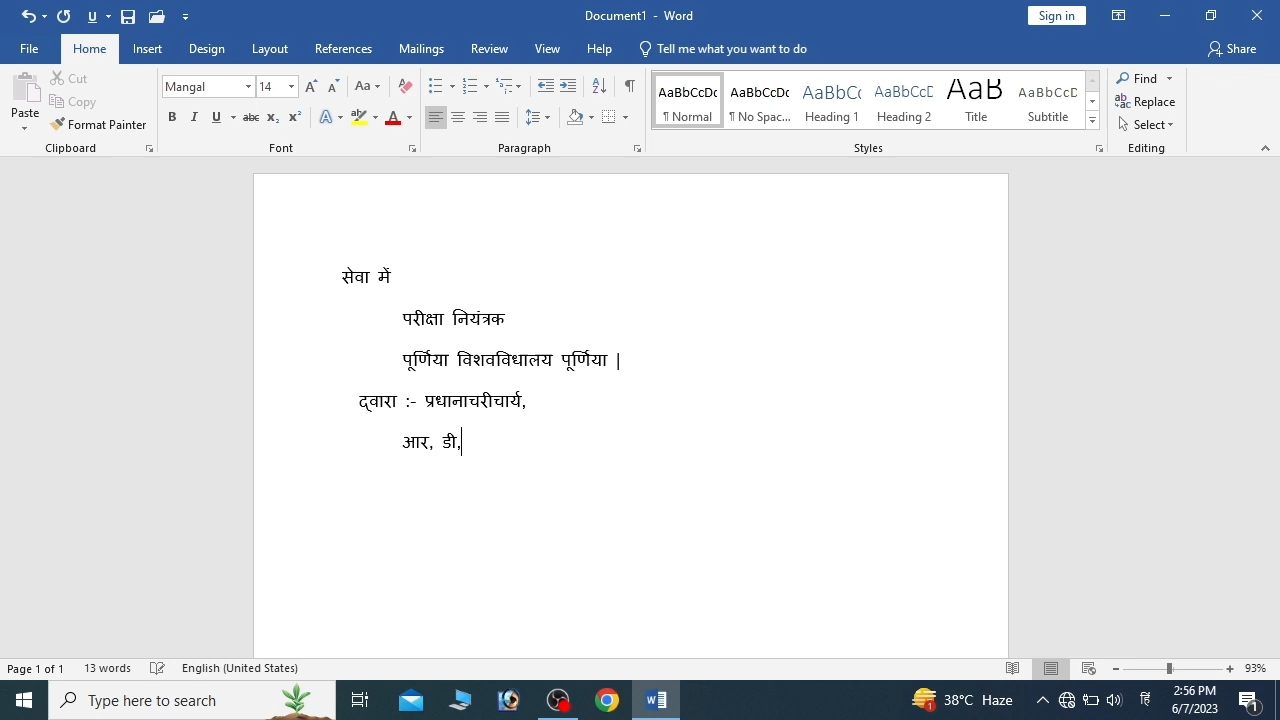 Document1 - Word
Sign in
File Home Insert Design Layout References Mailings Review View Help Tell me what you want to do Share
Paste
Cut
Copy
Format Painter
Clipboard
Mangal 14
Font
Paragraph
AaBbCcDc AaBbCcDc AaBbCc AaBbCcD AaB AaBbCcD
¶ Normal ¶ No Spac... Heading 1 Heading 2 Title Subtitle
Styles
Find
Replace
Select
Editing
सेवा में
परीक्षा नियंत्रक
पूर्णिया विशवविधालय पूर्णिया |
द्वारा :- प्रधानाचरीचार्य,
आर, डी,
Page 1 of 1 13 words English (United States) 93%
Type here to search
38°C Haze
हि
2:56 PM
6/7/2023